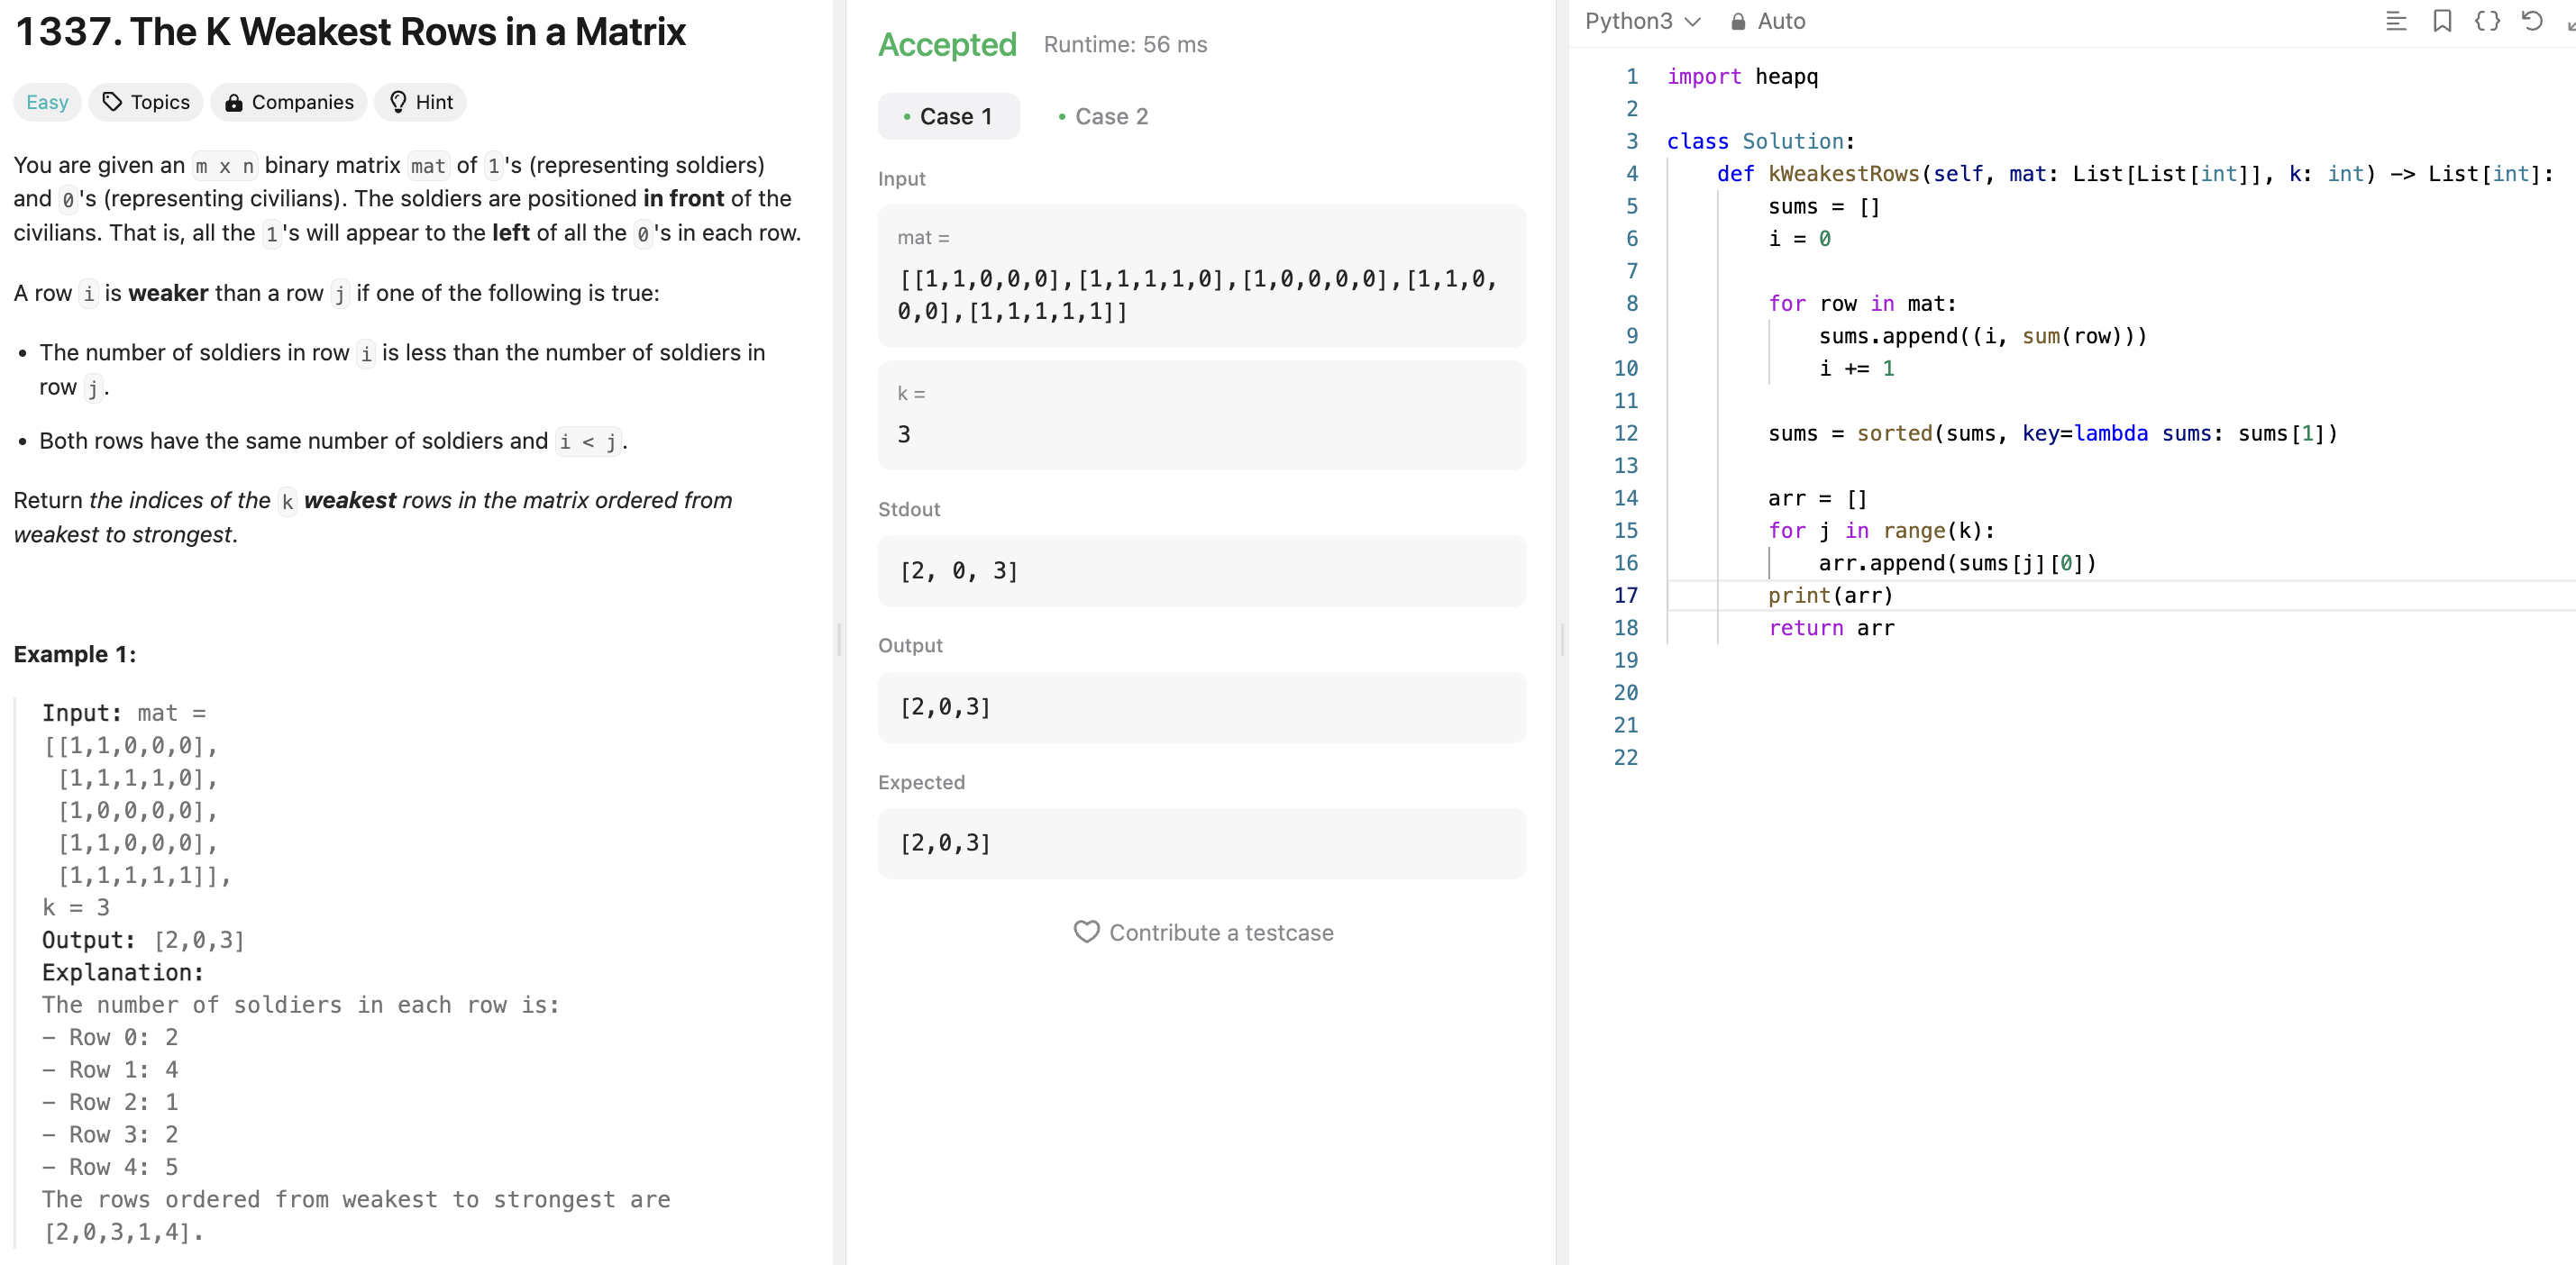 1337. The K Weakest Rows in a Matrix
Easy Topics Companies Hint
You are given an m x n binary matrix mat of 1's (representing soldiers)
and 0's (representing civilians). The soldiers are positioned in front of the
civilians. That is, all the 1's will appear to the left of all the 0's in each row.
A row i is weaker than a row j if one of the following is true:
• The number of soldiers in row i is less than the number of soldiers in
row j.
• Both rows have the same number of soldiers and i < j.
Return the indices of the k weakest rows in the matrix ordered from
weakest to strongest.
Example 1:
Input: mat =
[[1,1,0,0,0],
[1,1,1,1,0],
[1,0,0,0,0],
[1,1,0,0,0],
[1,1,1,1,1]],
k = 3
Output: [2,0,3]
Explanation:
The number of soldiers in each row is:
- Row 0: 2
- Row 1: 4
- Row 2: 1
- Row 3: 2
- Row 4: 5
The rows ordered from weakest to strongest are
[2,0,3,1,4].
Accepted Runtime: 56 ms
• Case 1 • Case 2
Input
mat =
[[1,1,0,0,0],[1,1,1,1,0],[1,0,0,0,0],[1,1,0,
0,0],[1,1,1,1,1]]
k =
3
Stdout
[2, 0, 3]
Output
[2,0,3]
Expected
[2,0,3]
Contribute a testcase
Python3 Auto
1 import heapq
2
3 class Solution:
4     def kWeakestRows(self, mat: List[List[int]], k: int) -> List[int]:
5         sums = []
6         i = 0
7
8         for row in mat:
9             sums.append((i, sum(row)))
10             i += 1
11
12         sums = sorted(sums, key=lambda sums: sums[1])
13
14         arr = []
15         for j in range(k):
16             arr.append(sums[j][0])
17         print(arr)
18         return arr
19
20
21
22